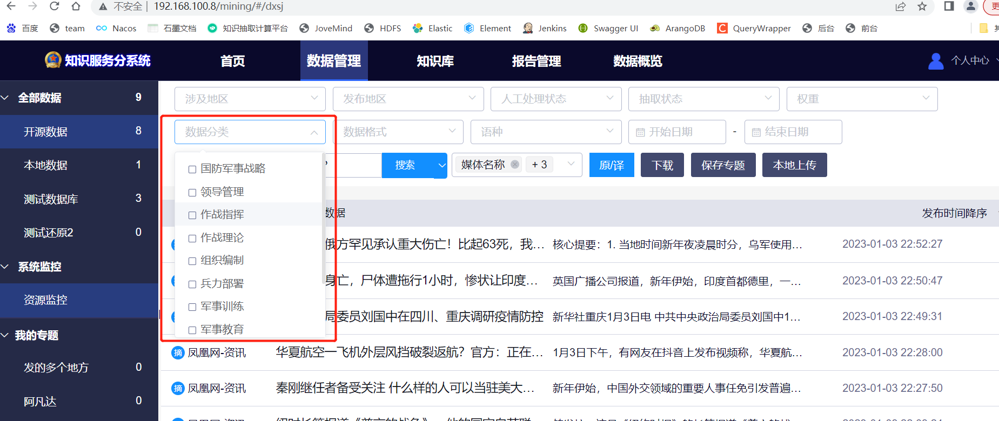 不安全 | 192.168.100.8/mining/#/dxsj
百度 team Nacos 石墨文档 知识抽取计算平台 JoveMind HDFS Elastic Element Jenkins Swagger UI ArangoDB QueryWrapper 后台 前台
知识服务分系统 首页 数据管理 知识库 报告管理 数据概览 个人中心
全部数据 9
开源数据 8
本地数据 1
测试数据库 3
测试还原2 0
系统监控
资源监控
我的专题
发的多个地方 0
阿凡达 0
涉及地区 发布地区 人工处理状态 抽取状态 权重
数据分类 数据格式 语种 开始日期 - 结束日期
搜索 媒体名称 + 3 原/译 下载 保存专题 本地上传
国防军事战略
领导管理
作战指挥
作战理论
组织编制
兵力部署
军事训练
军事教育
数据 发布时间降序
俄方罕见承认重大伤亡！比起63死，我... 核心提要：1. 当地时间新年夜凌晨时分，乌军使用... 2023-01-03 22:52:27
身亡，尸体遭拖行1小时，惨状让印度... 英国广播公司报道，新年伊始，印度首都德里，一... 2023-01-03 22:50:47
局委员刘国中在四川、重庆调研疫情防控 新华社重庆1月3日电 中共中央政治局委员刘国中1... 2023-01-03 22:49:31
摘 凤凰网-资讯 华夏航空一飞机外层风挡破裂返航？官方：正在... 1月3日下午，有网友在抖音上发布视频称，华夏航... 2023-01-03 22:28:00
摘 凤凰网-资讯 秦刚继任者备受关注 什么样的人可以当驻美大... 新年伊始，中国外交领域的重要人事任免引发普遍... 2023-01-03 22:27:50